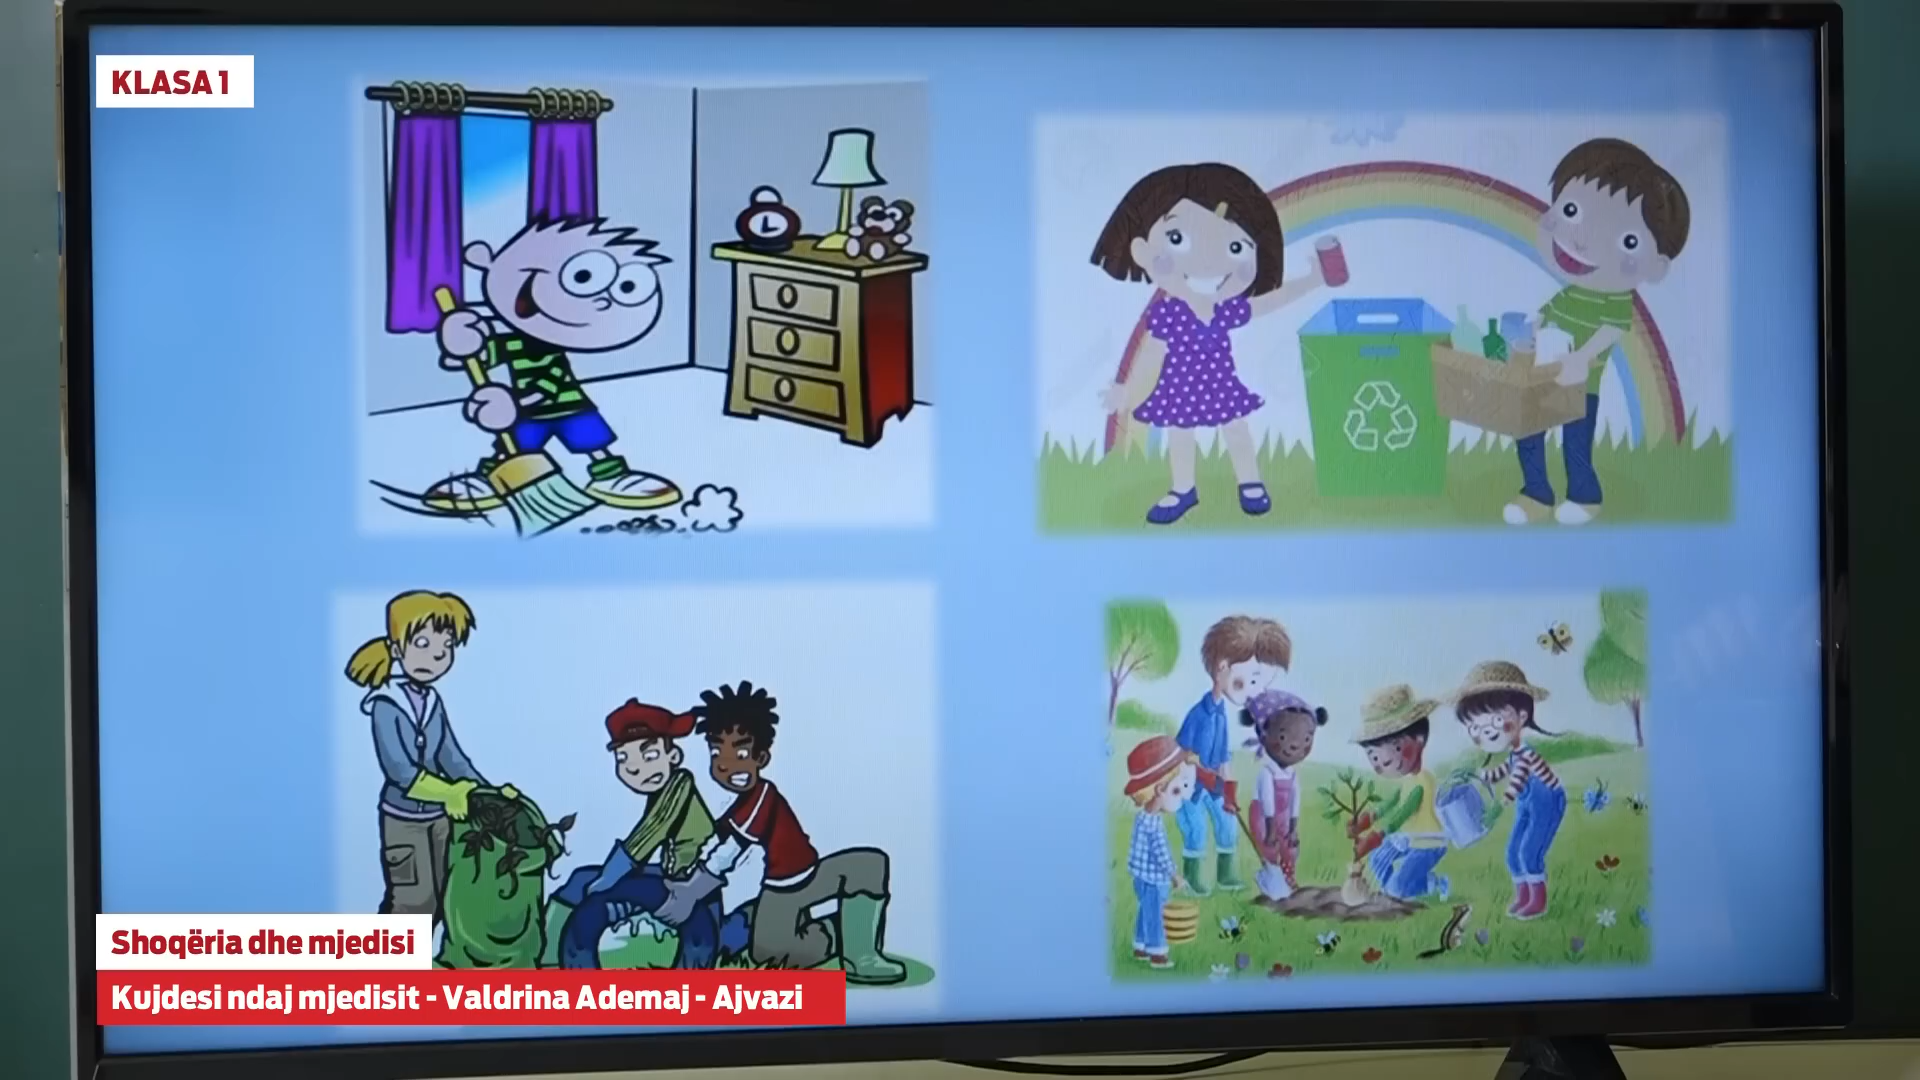 KLASA 1
Shoqëria dhe mjedisi
Kujdesi ndaj mjedisit - Valdrina Ademaj - Ajvazi